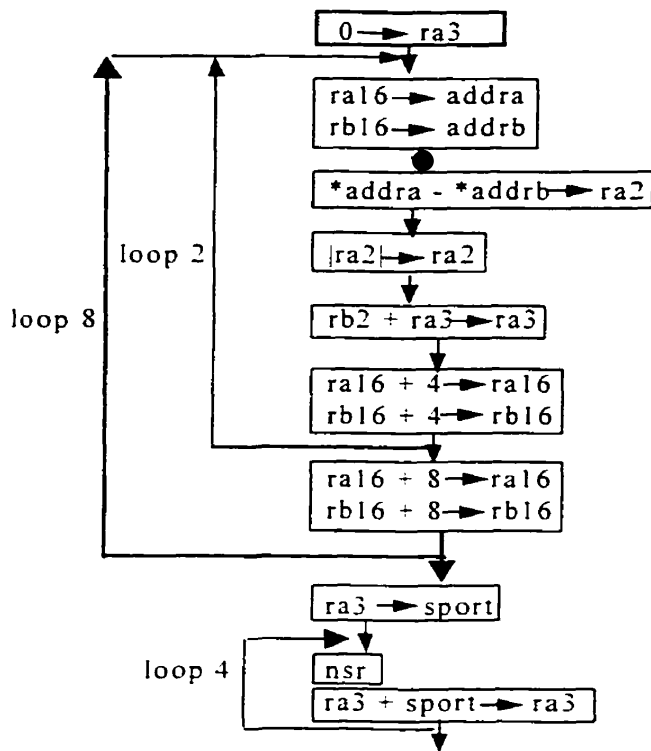 0 → ra3
ra16 → addra
rb16 → addrb
*addra - *addrb → ra2
|ra2| → ra2
loop 2
loop 8
rb2 + ra3 → ra3
ra16 + 4 → ra16
rb16 + 4 → rb16
ra16 + 8 → ra16
rb16 + 8 → rb16
ra3 → sport
loop 4
nsr
ra3 + sport → ra3